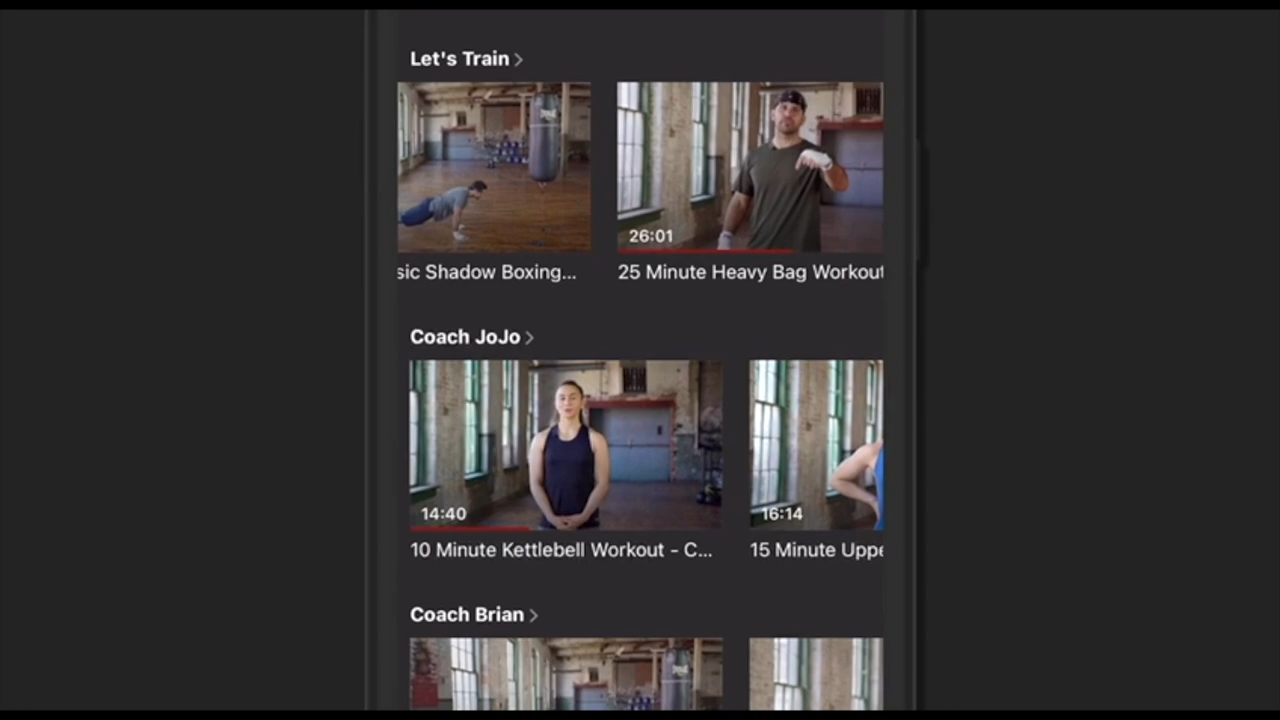 Let's Train >
26:01
sic Shadow Boxing...
25 Minute Heavy Bag Workout
Coach JoJo >
14:40
16:14
10 Minute Kettlebell Workout - C...
15 Minute Uppe
Coach Brian >